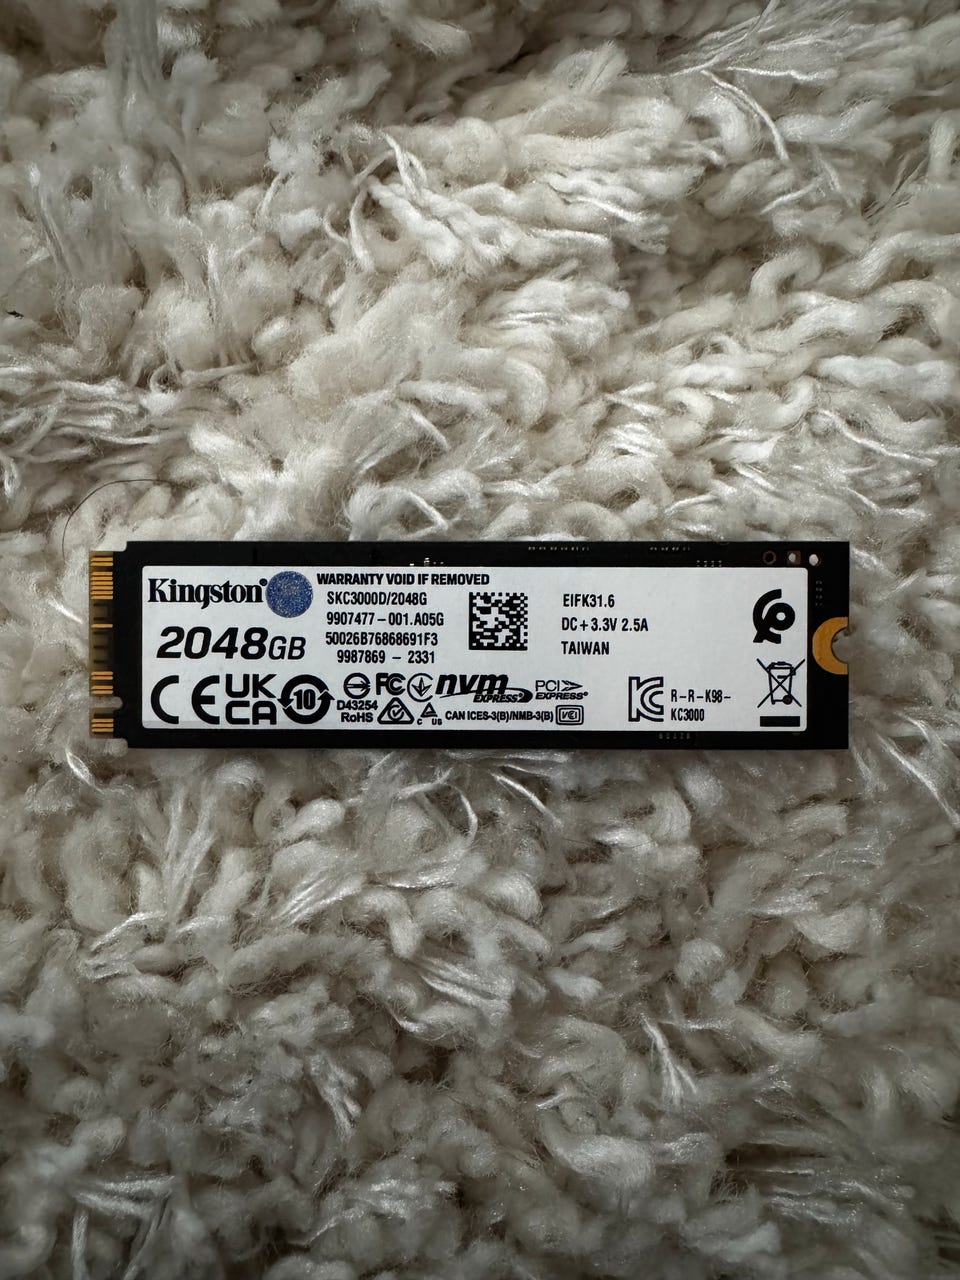 Kingston
2048GB
WARRANTY VOID IF REMOVED
SKC3000D/2048G
9907477-001.A05G
50026B76868691F3
9987869 - 2331
EIFK31.6
DC+3.3V 2.5A
TAIWAN
CE UK CA 10 FC nvm EXPRESS PCI EXPRESS
D43254
RoHS C US CAN ICES-3(B)/NMB-3(B) VCI
R-R-K98-
KC3000